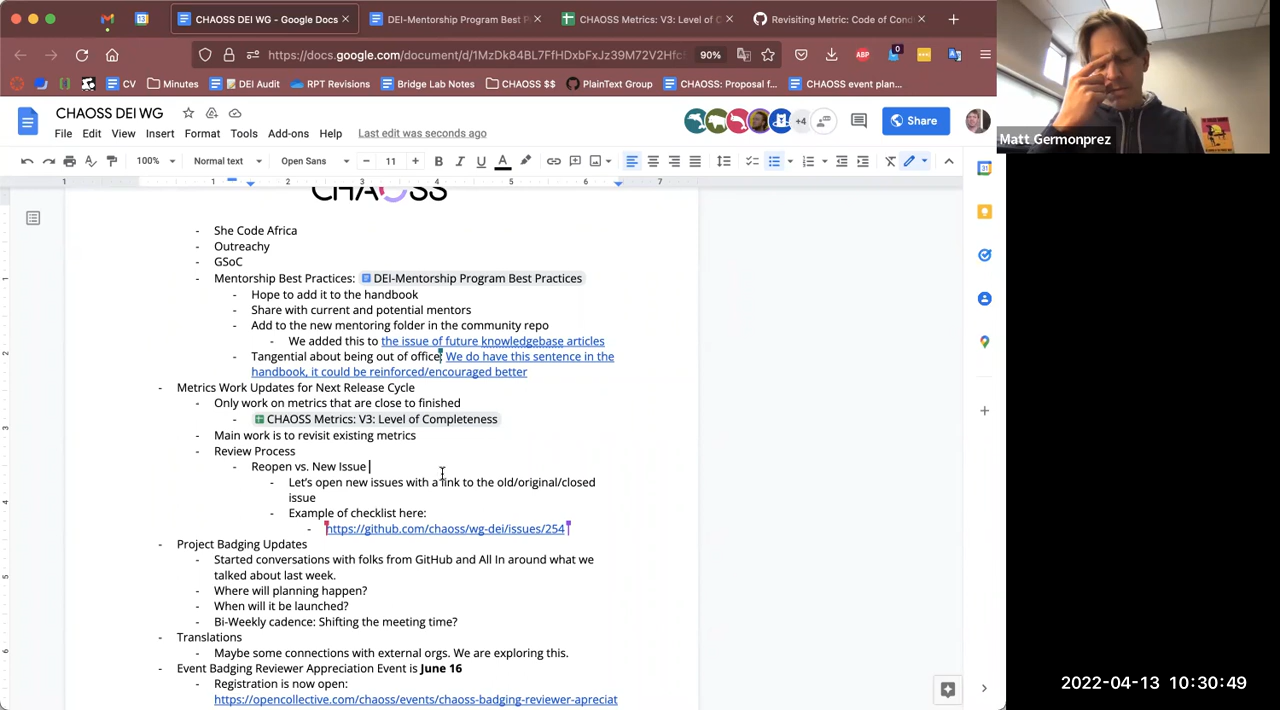 CHAOSS DEI WG - Google Docs
DEI-Mentorship Program Best P
CHAOSS Metrics: V3: Level of C
Revisiting Metric: Code of Cond
https://docs.google.com/document/d/1MzDk84BL7FfHDxbFxJz39M72V2Hfc
90%
ABP
0
CV
Minutes
DEI Audit
RPT Revisions
Bridge Lab Notes
CHAOSS $$
PlainText Group
CHAOSS: Proposal f…
CHAOSS event plan…
CHAOSS DEI WG
File Edit View Insert Format Tools Add-ons Help Last edit was seconds ago
+4
Share
100% Normal text Open Sans 11
CHAOSS
- She Code Africa
- Outreachy
- GSoC
- Mentorship Best Practices: DEI-Mentorship Program Best Practices
- Hope to add it to the handbook
- Share with current and potential mentors
- Add to the new mentoring folder in the community repo
- We added this to the issue of future knowledgebase articles
- Tangential about being out of office; We do have this sentence in the
handbook, it could be reinforced/encouraged better
- Metrics Work Updates for Next Release Cycle
- Only work on metrics that are close to finished
- CHAOSS Metrics: V3: Level of Completeness
- Main work is to revisit existing metrics
- Review Process
- Reopen vs. New Issue
- Let's open new issues with a link to the old/original/closed
issue
- Example of checklist here:
- https://github.com/chaoss/wg-dei/issues/254
- Project Badging Updates
- Started conversations with folks from GitHub and All In around what we
talked about last week.
- Where will planning happen?
- When will it be launched?
- Bi-Weekly cadence: Shifting the meeting time?
- Translations
- Maybe some connections with external orgs. We are exploring this.
- Event Badging Reviewer Appreciation Event is June 16
- Registration is now open:
https://opencollective.com/chaoss/events/chaoss-badging-reviewer-apreciat
Matt Germonprez
2022-04-13 10:30:49